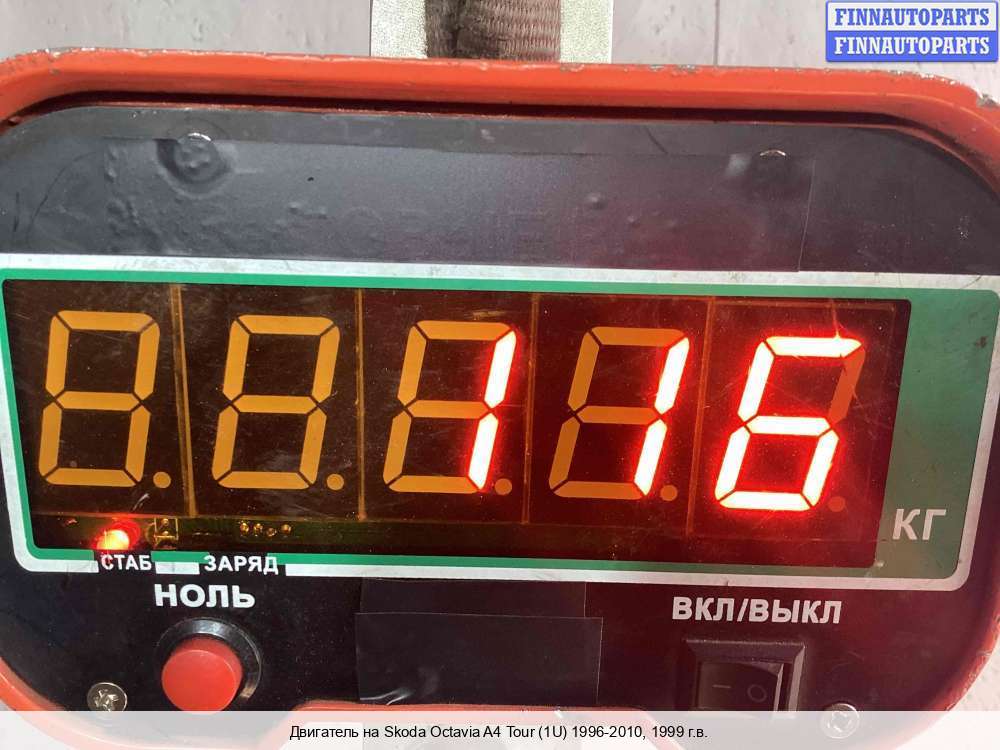 FINNAUTOPARTS
FINNAUTOPARTS
116
КГ
СТАБ ЗАРЯД
НОЛЬ
ВКЛ/ВЫКЛ
Двигатель на Skoda Octavia A4 Tour (1U) 1996-2010, 1999 г.в.